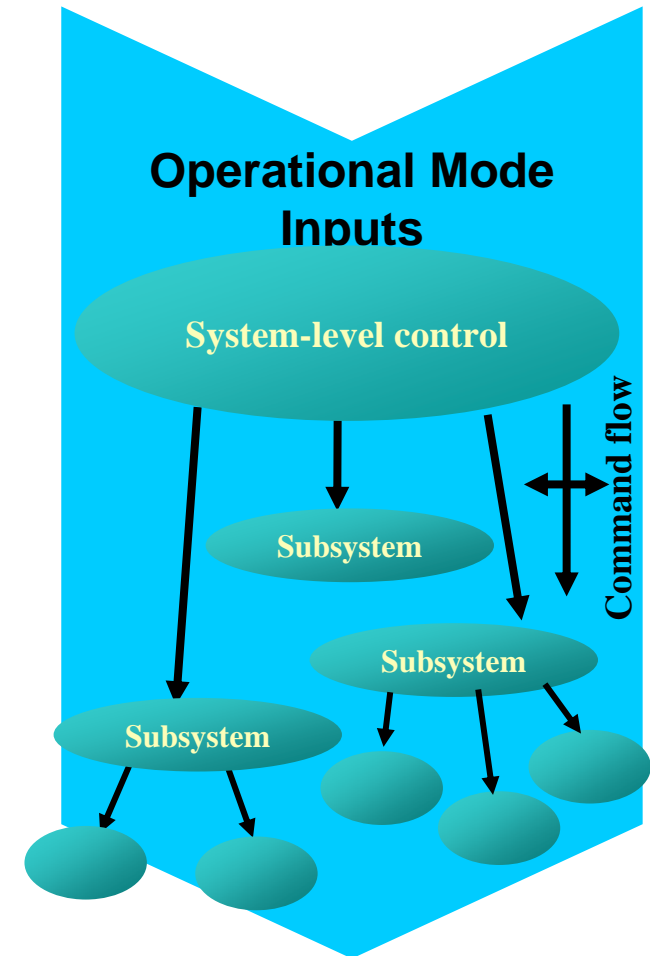 Operational Mode
Inputs
System-level control
Command flow
Subsystem
Subsystem
Subsystem